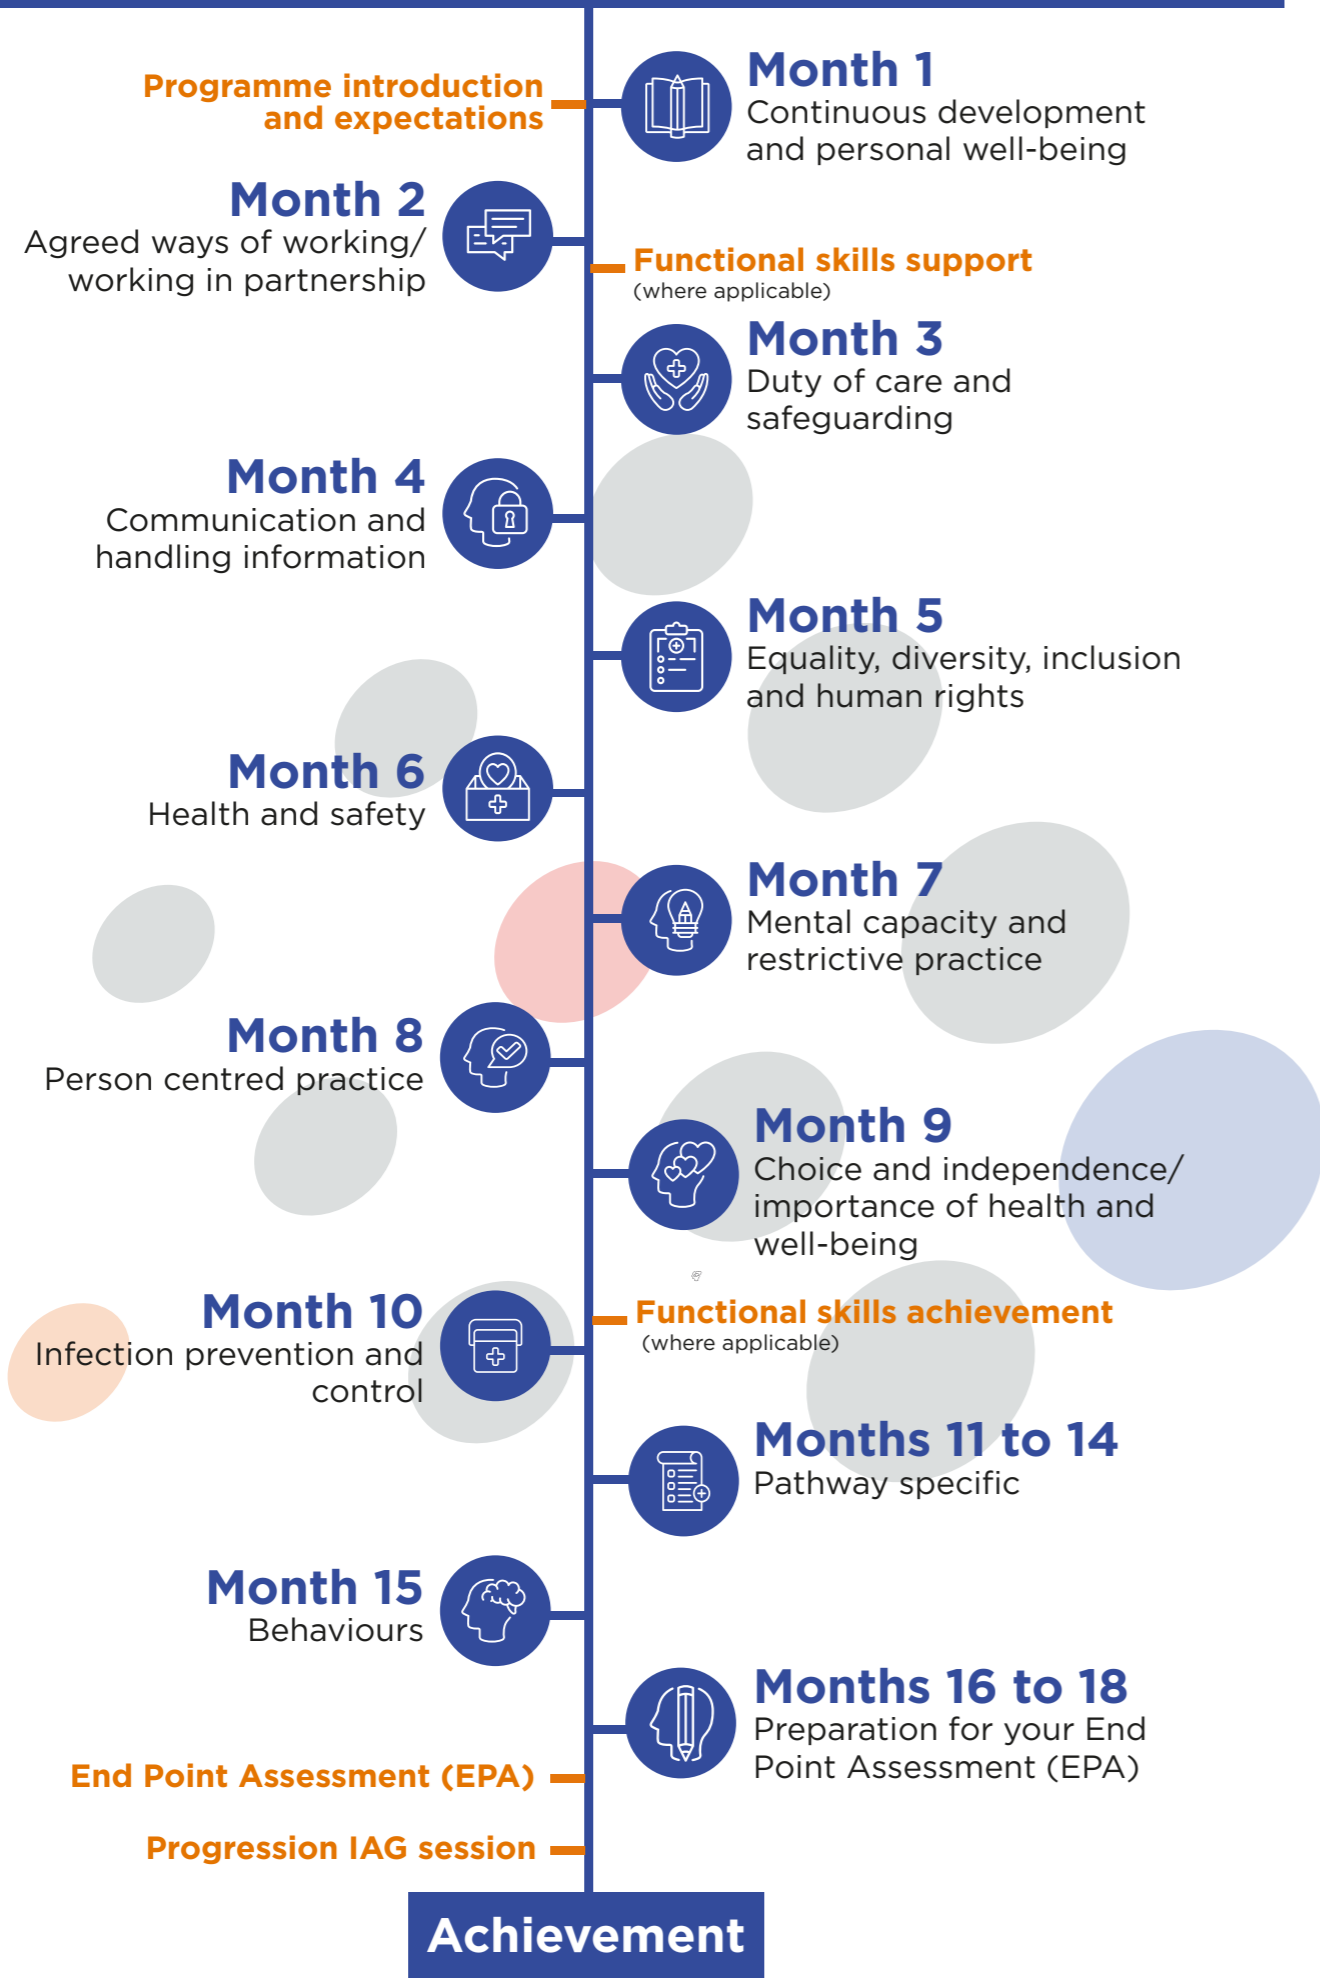 Programme introduction
and expectations
Month 1
Continuous development
and personal well-being
Month 2
Agreed ways of working/
working in partnership
Functional skills support
(where applicable)
Month 3
Duty of care and
safeguarding
Month 4
Communication and
handling information
Month 5
Equality, diversity, inclusion
and human rights
Month 6
Health and safety
Month 7
Mental capacity and
restrictive practice
Month 8
Person centred practice
Month 9
Choice and independence/
importance of health and
well-being
Month 10
Infection prevention and
control
Functional skills achievement
(where applicable)
Months 11 to 14
Pathway specific
Month 15
Behaviours
Months 16 to 18
Preparation for your End
Point Assessment (EPA)
End Point Assessment (EPA)
Progression IAG session
Achievement